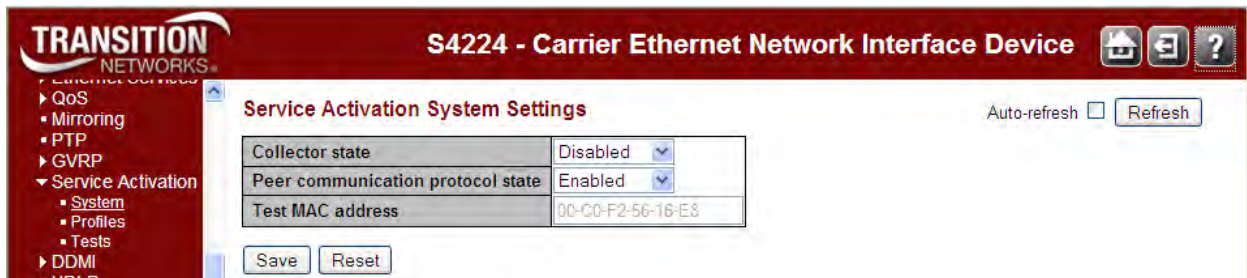 TRANSITION
NETWORKS®
S4224 - Carrier Ethernet Network Interface Device
?
Ethernet Services
QoS
Mirroring
PTP
GVRP
Service Activation
System
Profiles
Tests
DDMI
Service Activation System Settings
Auto-refresh
Refresh
Collector state
Disabled
Peer communication protocol state
Enabled
Test MAC address
00-C0-F2-56-16-E8
Save
Reset